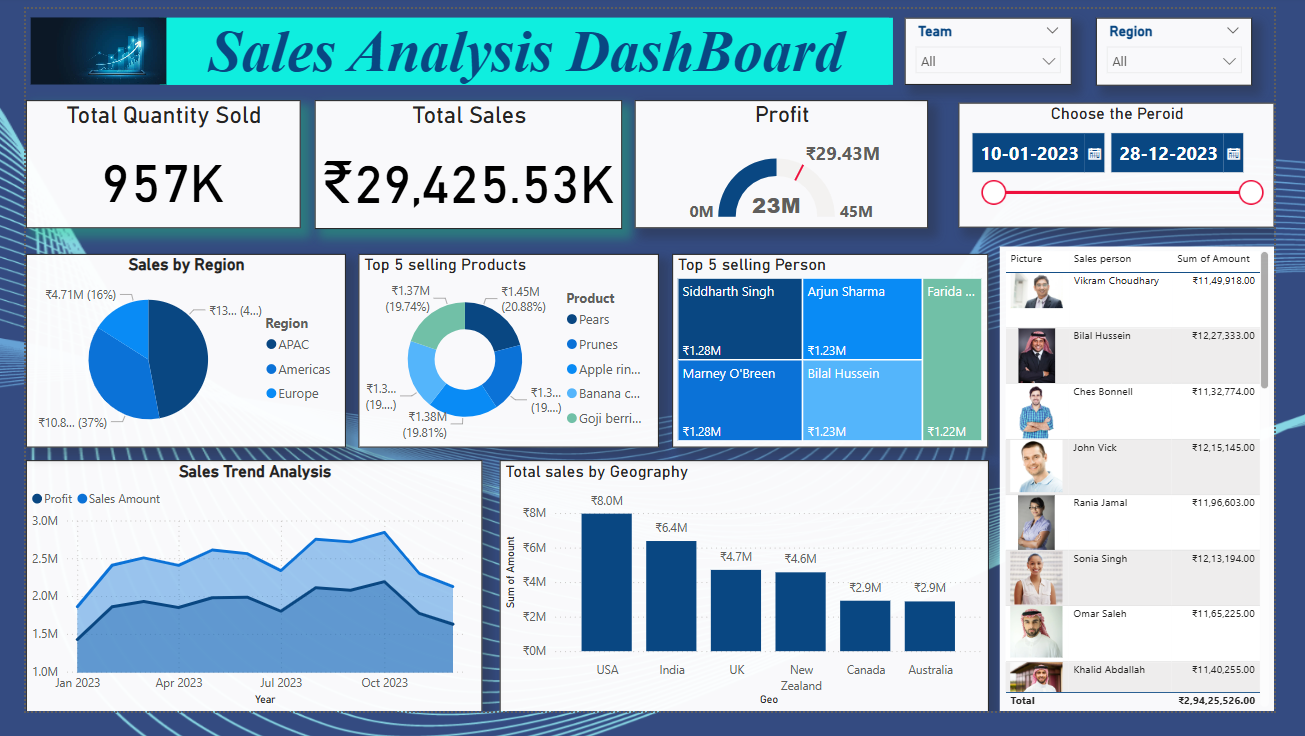 Sales Analysis DashBoard
Team
All
Region
All
Total Quantity Sold
957K
Total Sales
₹29,425.53K
Profit
₹29.43M
0M
23M
45M
Choose the Peroid
10-01-2023
28-12-2023
Sales by Region
₹4.71M (16%)
₹13... (4...)
₹10.8... (37%)
Region
APAC
Americas
Europe
Top 5 selling Products
₹1.37M
(19.74%)
₹1.45M
(20.88%)
₹1.3...
(19....)
₹1.38M
(19.81%)
₹1.3...
(19....)
Product
Pears
Prunes
Apple rin...
Banana c...
Goji berri...
Top 5 selling Person
Siddharth Singh
₹1.28M
Arjun Sharma
₹1.23M
Farida ...
₹1.22M
Marney O'Breen
₹1.28M
Bilal Hussein
₹1.23M
Picture Sales person Sum of Amount
Vikram Choudhary ₹11,49,918.00
Bilal Hussein ₹12,27,333.00
Ches Bonnell ₹11,32,774.00
John Vick ₹12,15,145.00
Rania Jamal ₹11,96,603.00
Sonia Singh ₹12,13,194.00
Omar Saleh ₹11,65,225.00
Khalid Abdallah ₹11,40,255.00
Total ₹2,94,25,526.00
Sales Trend Analysis
Profit Sales Amount
3.0M
2.5M
2.0M
1.5M
1.0M
Jan 2023 Apr 2023 Jul 2023 Oct 2023
Year
Total sales by Geography
Sum of Amount
₹8M
₹6M
₹4M
₹2M
₹0M
₹8.0M
₹6.4M
₹4.7M
₹4.6M
₹2.9M
₹2.9M
USA India UK New Zealand Canada Australia
Geo